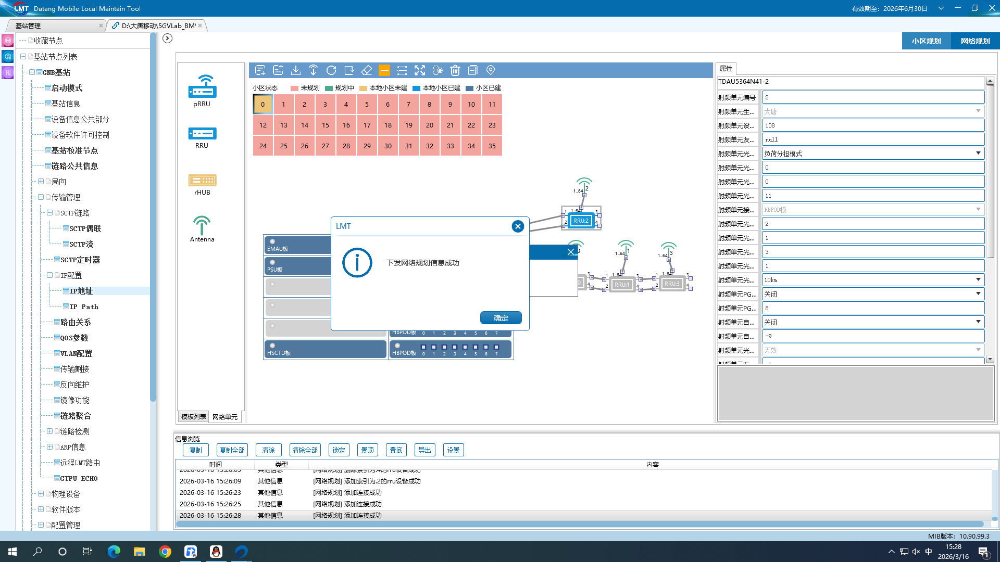 LMT Datang Mobile Local Maintain Tool
有效期至：2026年6月30日
基站管理
D:\大唐移动\5GVLab_BM\
小区规划
网络规划
收藏节点
基站节点列表
GNB基站
启动模式
基站信息
设备信息公共部分
设备软件许可控制
基站校准节点
链路公共信息
局向
传输管理
SCTP链路
SCTP偶联
SCTP流
SCTP定时器
IP配置
IP地址
IP Path
路由关系
QOS参数
VLAN配置
传输割接
反向维护
镜像功能
链路聚合
链路检测
ARP信息
远程LMT路由
GTPU ECHO
物理设备
软件版本
配置管理
pRRU
RRU
rHUB
Antenna
模板列表
网络单元
小区状态 未规划 规划中 本地小区未建 本地小区已建 小区已建
0 1 2 3 4 5 6 7 8 9 10 11
12 13 14 15 16 17 18 19 20 21 22 23
24 25 26 27 28 29 30 31 32 33 34 35
1..64 2
1 1..64 3
RRU:2
2 4
0
1..64 1
1..64 3
3 1 1..64 3 1 1..64 3
0 RRU:1 RRU:3
4 2 4 2 4
EMAU板
PSU板
HBPOD板 0 1 2 3 4 5 6 7
HSCTD板
HBPOD板 0 1 2 3 4 5 6 7
LMT
下发网络规划信息成功
确定
属性
TDAU5364N41-2
射频单元编号 2
射频单元生... 大唐
射频单元设... 108
射频单元友... null
射频单元光... 负荷分担模式
射频单元光... 0
射频单元光... 0
射频单元光... 11
射频单元接... HBPOD板
射频单元光... 2
射频单元光... 1
射频单元光... 3
射频单元光... 1
射频单元光... 10km
射频单元PG... 关闭
射频单元PG... 8
射频单元自... 关闭
射频单元自... -9
射频单元光... 无效
信息浏览
复制 复制全部 清除 清除全部 锁定 置顶 置底 导出 设置
时间 类型 内容
2026-03-16 15:26:03 其他信息 [网络规划] 删除索引为.4的rru设备成功
2026-03-16 15:26:09 其他信息 [网络规划] 添加索引为.2的rru设备成功
2026-03-16 15:26:23 其他信息 [网络规划] 添加连接成功
2026-03-16 15:26:25 其他信息 [网络规划] 添加连接成功
2026-03-16 15:26:28 其他信息 [网络规划] 添加连接成功
MIB版本：10.90.99.3
中
15:28
2026/3/16
1